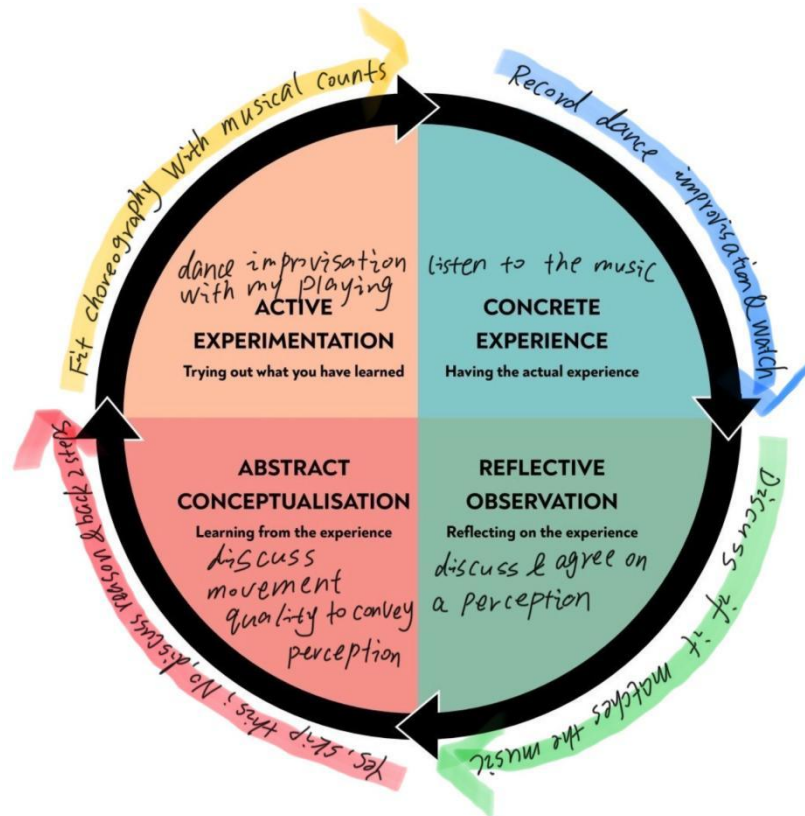 Fit choreography With musical counts
Record dance improvisation & watch
dance improvisation
with my playing
ACTIVE
EXPERIMENTATION
Trying out what you have learned
listen to the music
CONCRETE
EXPERIENCE
Having the actual experience
ABSTRACT
CONCEPTUALISATION
Learning from the experience
discuss
movement
quality to convey
perception
REFLECTIVE
OBSERVATION
Reflecting on the experience
discuss & agree on
a perception
Discuss if it matches the music
Yes, skip this; No, discuss reason & back 2 steps